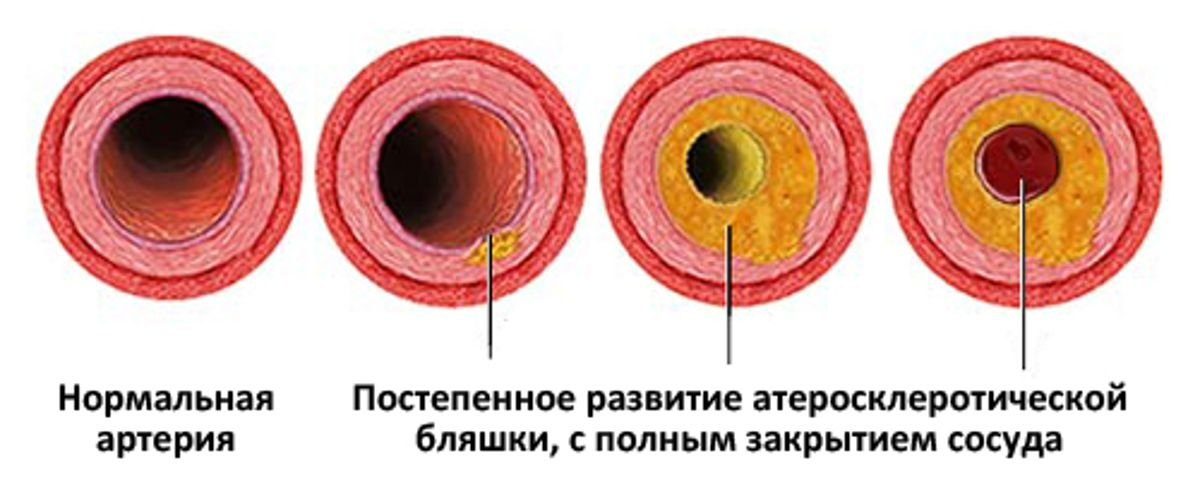 Нормальная
артерия
Постепенное развитие атеросклеротической
бляшки, с полным закрытием сосуда